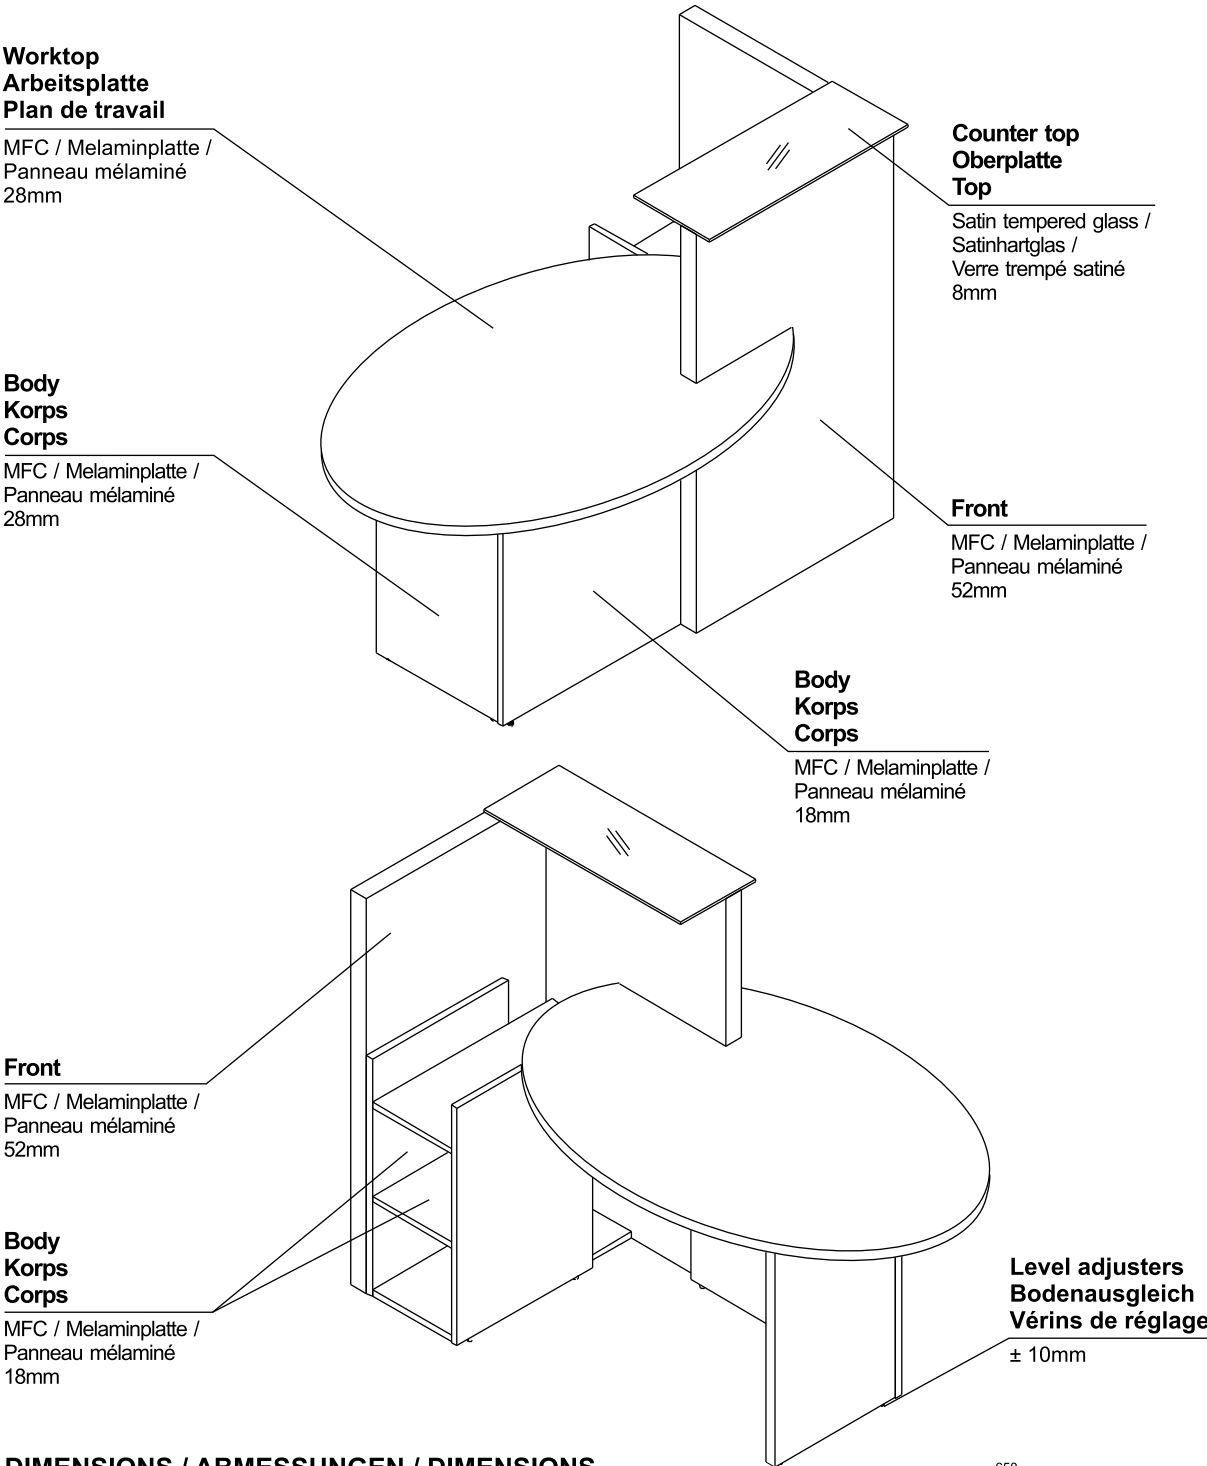 Worktop
Arbeitsplatte
Plan de travail
MFC / Melaminplatte /
Panneau mélaminé
28mm
Counter top
Oberplatte
Top
Satin tempered glass /
Satinhartglas /
Verre trempé satiné
8mm
Body
Korps
Corps
MFC / Melaminplatte /
Panneau mélaminé
28mm
Front
MFC / Melaminplatte /
Panneau mélaminé
52mm
Body
Korps
Corps
MFC / Melaminplatte /
Panneau mélaminé
18mm
Front
MFC / Melaminplatte /
Panneau mélaminé
52mm
Body
Korps
Corps
MFC / Melaminplatte /
Panneau mélaminé
18mm
Level adjusters
Bodenausgleich
Vérins de réglage
± 10mm
DIMENSIONS / ABMESSUNGEN / DIMENSIONS